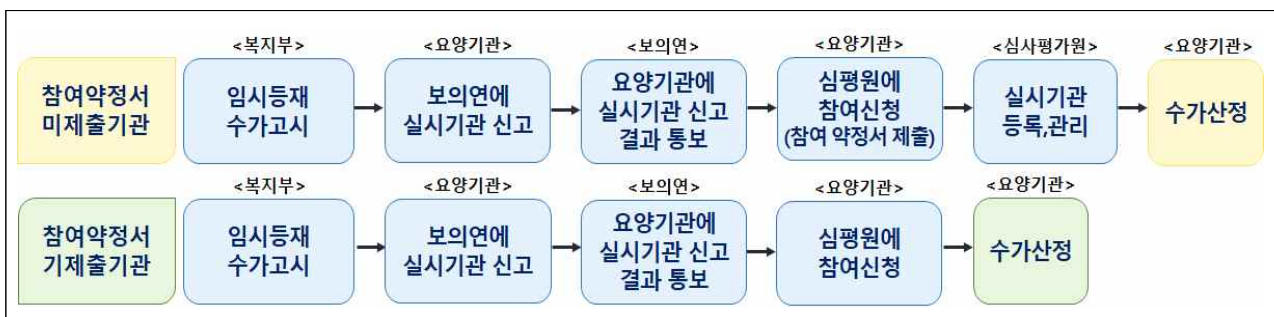 참여약정서
미제출기관
<복지부>
임시등재
수가고시
<요양기관>
보의연에
실시기관 신고
<보의연>
요양기관에
실시기관 신고
결과 통보
<요양기관>
심평원에
참여신청
(참여 약정서 제출)
<심사평가원>
실시기관
등록,관리
<요양기관>
수가산정
참여약정서
기제출기관
<복지부>
임시등재
수가고시
<요양기관>
보의연에
실시기관 신고
<보의연>
요양기관에
실시기관 신고
결과 통보
<요양기관>
심평원에
참여신청
<요양기관>
수가산정